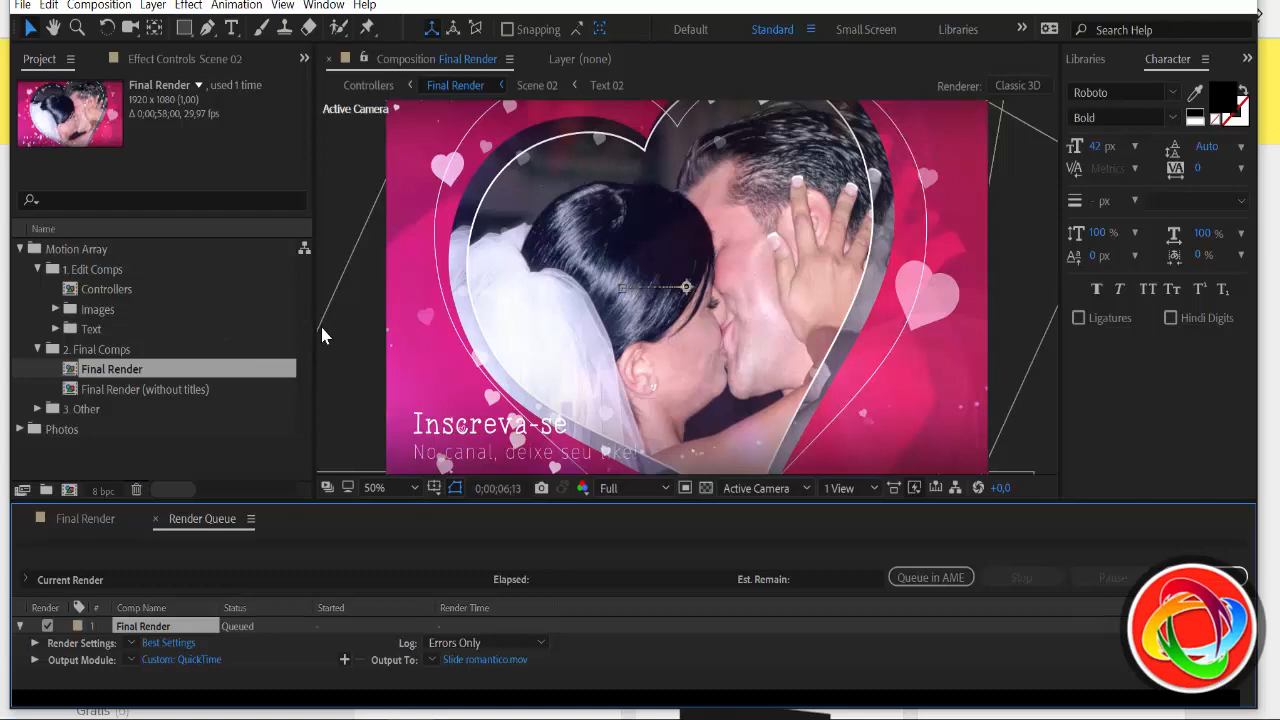 File Edit Composition Layer Effect Animation View Window Help
Snapping Default Standard Small Screen Libraries Search Help
Project Effect Controls Scene 02 Composition Final Render Layer (none) Libraries Character
Final Render , used 1 time
1920 x 1080 (1,00)
Δ 0;00;58;00, 29,97 fps
Controllers Final Render Scene 02 Text 02 Renderer: Classic 3D
Active Camera
Roboto
Bold
42 px Auto
Metrics 0
- px
100 % 100 %
0 px 0 %
T T TT Tт T¹ T₁
Ligatures Hindi Digits
Name
Motion Array
1. Edit Comps
Controllers
Images
Text
2. Final Comps
Final Render
Final Render (without titles)
3. Other
Photos
Inscreva-se
No canal, deixe seu like!
8 bpc 50% 0;00;06;13 Full Active Camera 1 View +0,0
Final Render × Render Queue
Current Render Elapsed: Est. Remain: Queue in AME Stop Pause
Render # Comp Name Status Started Render Time
1 Final Render Queued - -
Render Settings: Best Settings Log: Errors Only
Output Module: Custom: QuickTime Output To: Slide romantico.mov
Grátis (6)